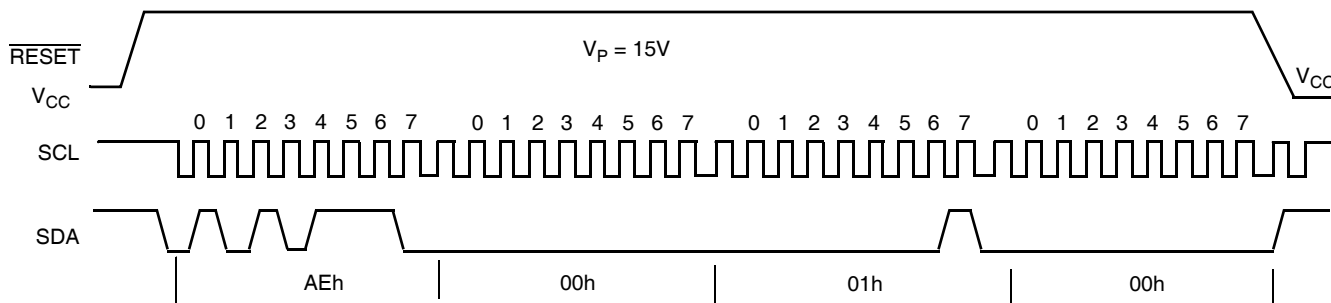 RESET
V_P = 15V
V_CC
V_CC
0 1 2 3 4 5 6 7 0 1 2 3 4 5 6 7 0 1 2 3 4 5 6 7 0 1 2 3 4 5 6 7
SCL
SDA
AEh 00h 01h 00h